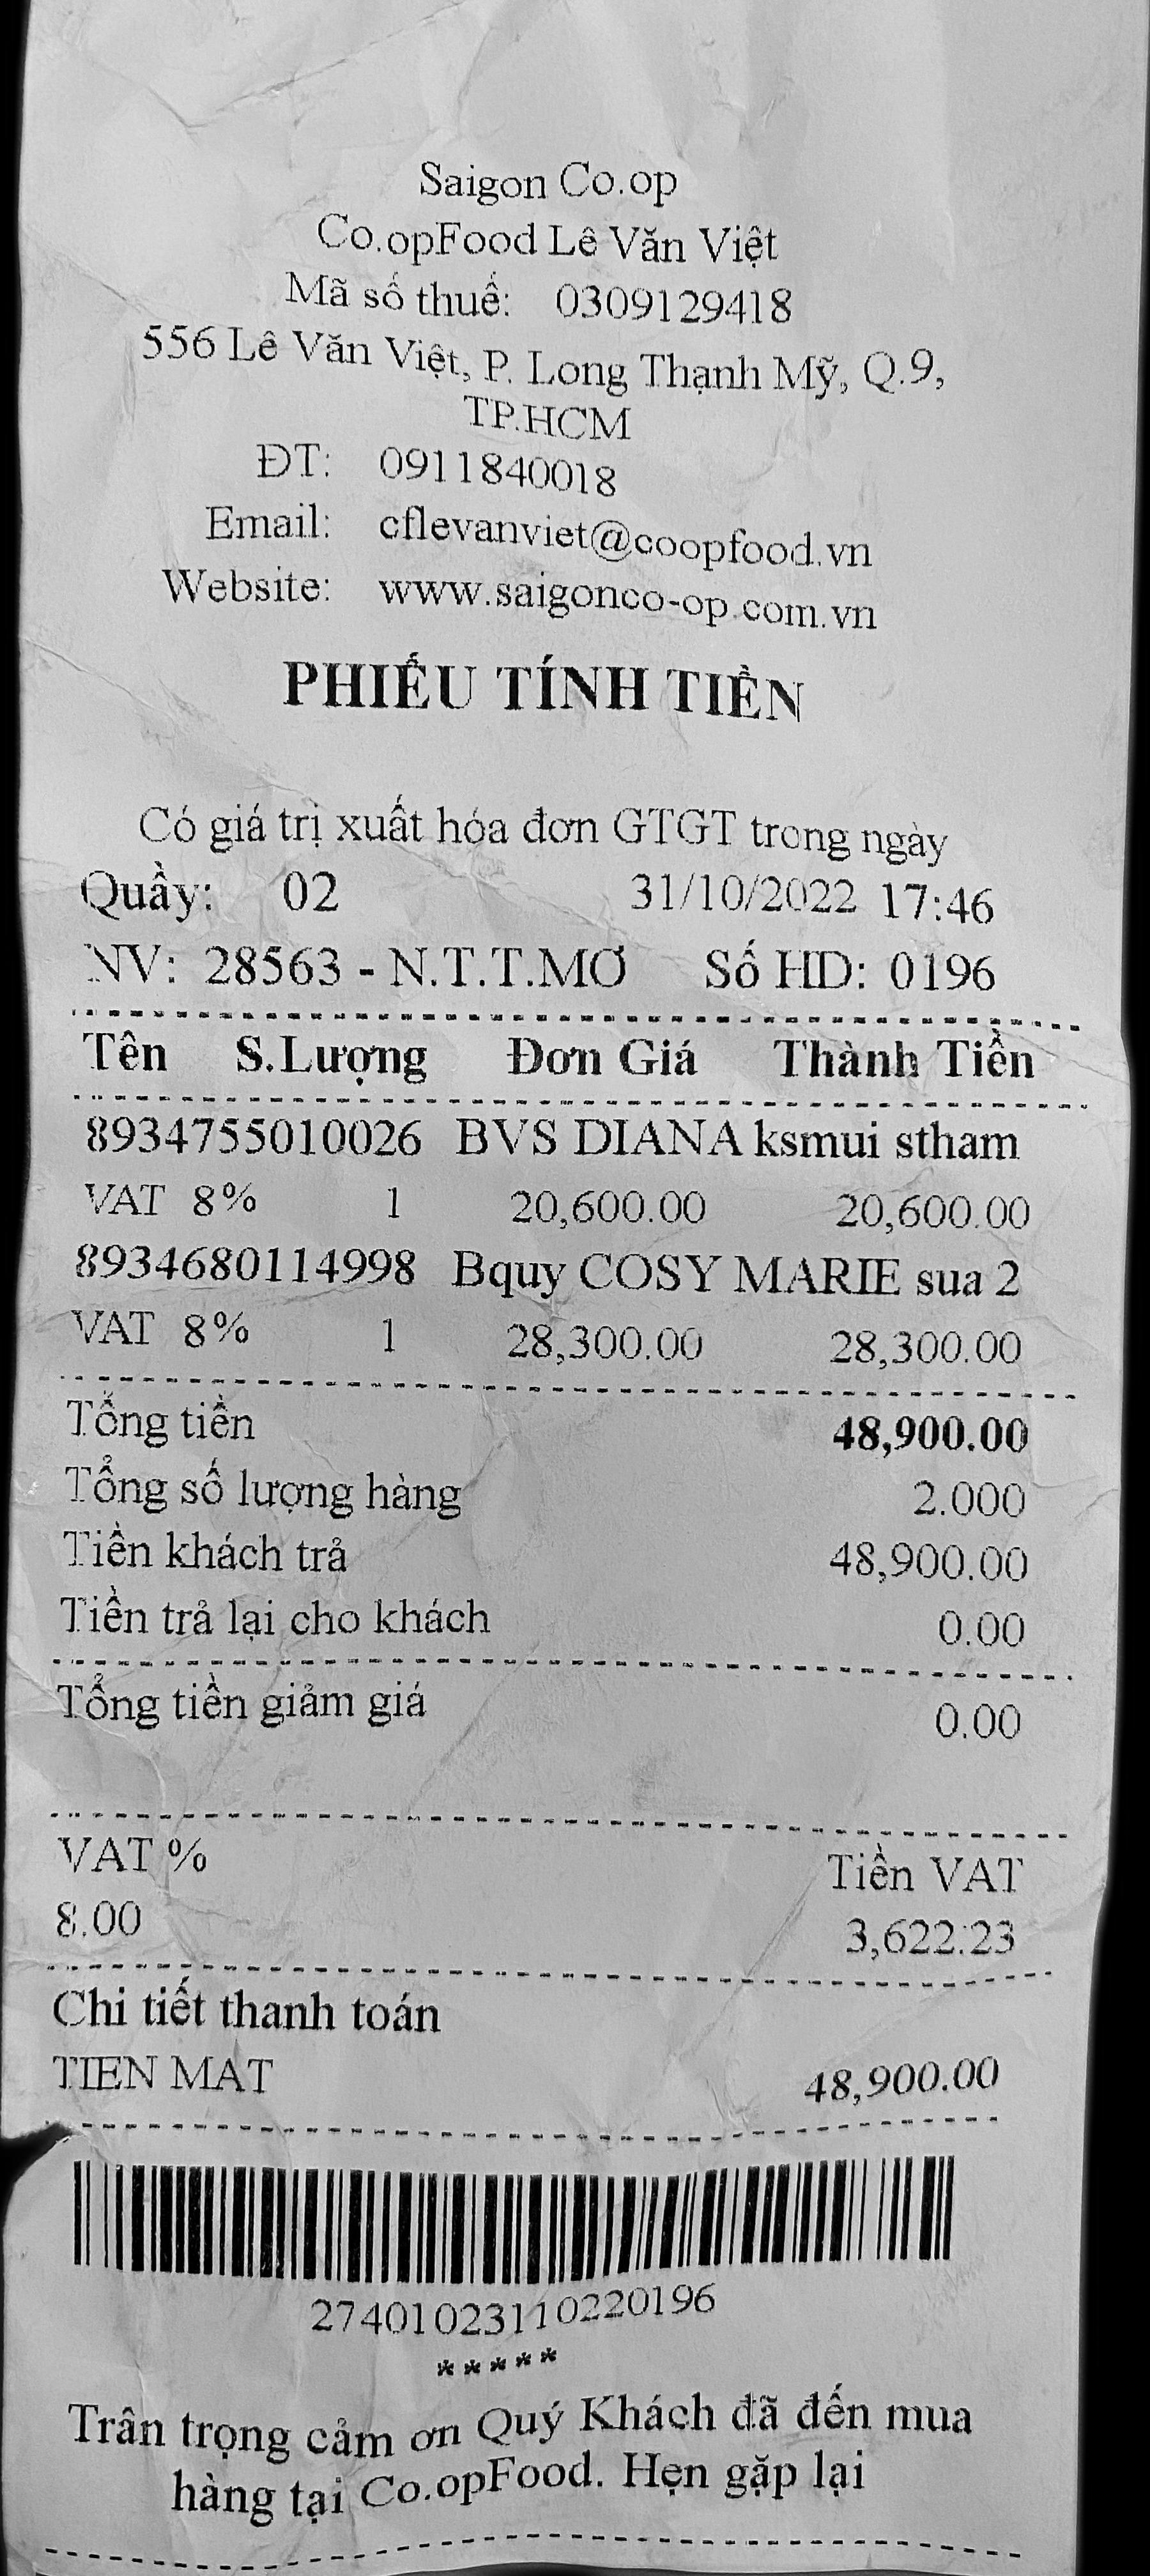 Saigon Co.op
Co.opFood Lê Văn Việt
Mã số thuế: 0309129418
556 Lê Văn Việt, P. Long Thạnh Mỹ, Q.9,
TP.HCM
ĐT: 0911840018
Email: cflevanviet@coopfood.vn
Website: www.saigonco-op.com.vn
PHIẾU TÍNH TIỀN
Có giá trị xuất hóa đơn GTGT trong ngày
Quầy: 02 31/10/2022 17:46
NV: 28563 - N.T.T.MƠ Số HD: 0196
Tên S.Lượng Đơn Giá Thành Tiền
8934755010026 BVS DIANA ksmui stham
VAT 8% 1 20,600.00 20,600.00
8934680114998 Bquy COSY MARIE sua 2
VAT 8% 1 28,300.00 28,300.00
Tổng tiền 48,900.00
Tổng số lượng hàng 2.000
Tiền khách trả 48,900.00
Tiền trả lại cho khách 0.00
Tổng tiền giảm giá 0.00
VAT % Tiền VAT
8.00 3,622.23
Chi tiết thanh toán
TIEN MAT 48,900.00
27401023110220196
*****
Trân trọng cảm ơn Quý Khách đã đến mua
hàng tại Co.opFood. Hẹn gặp lại